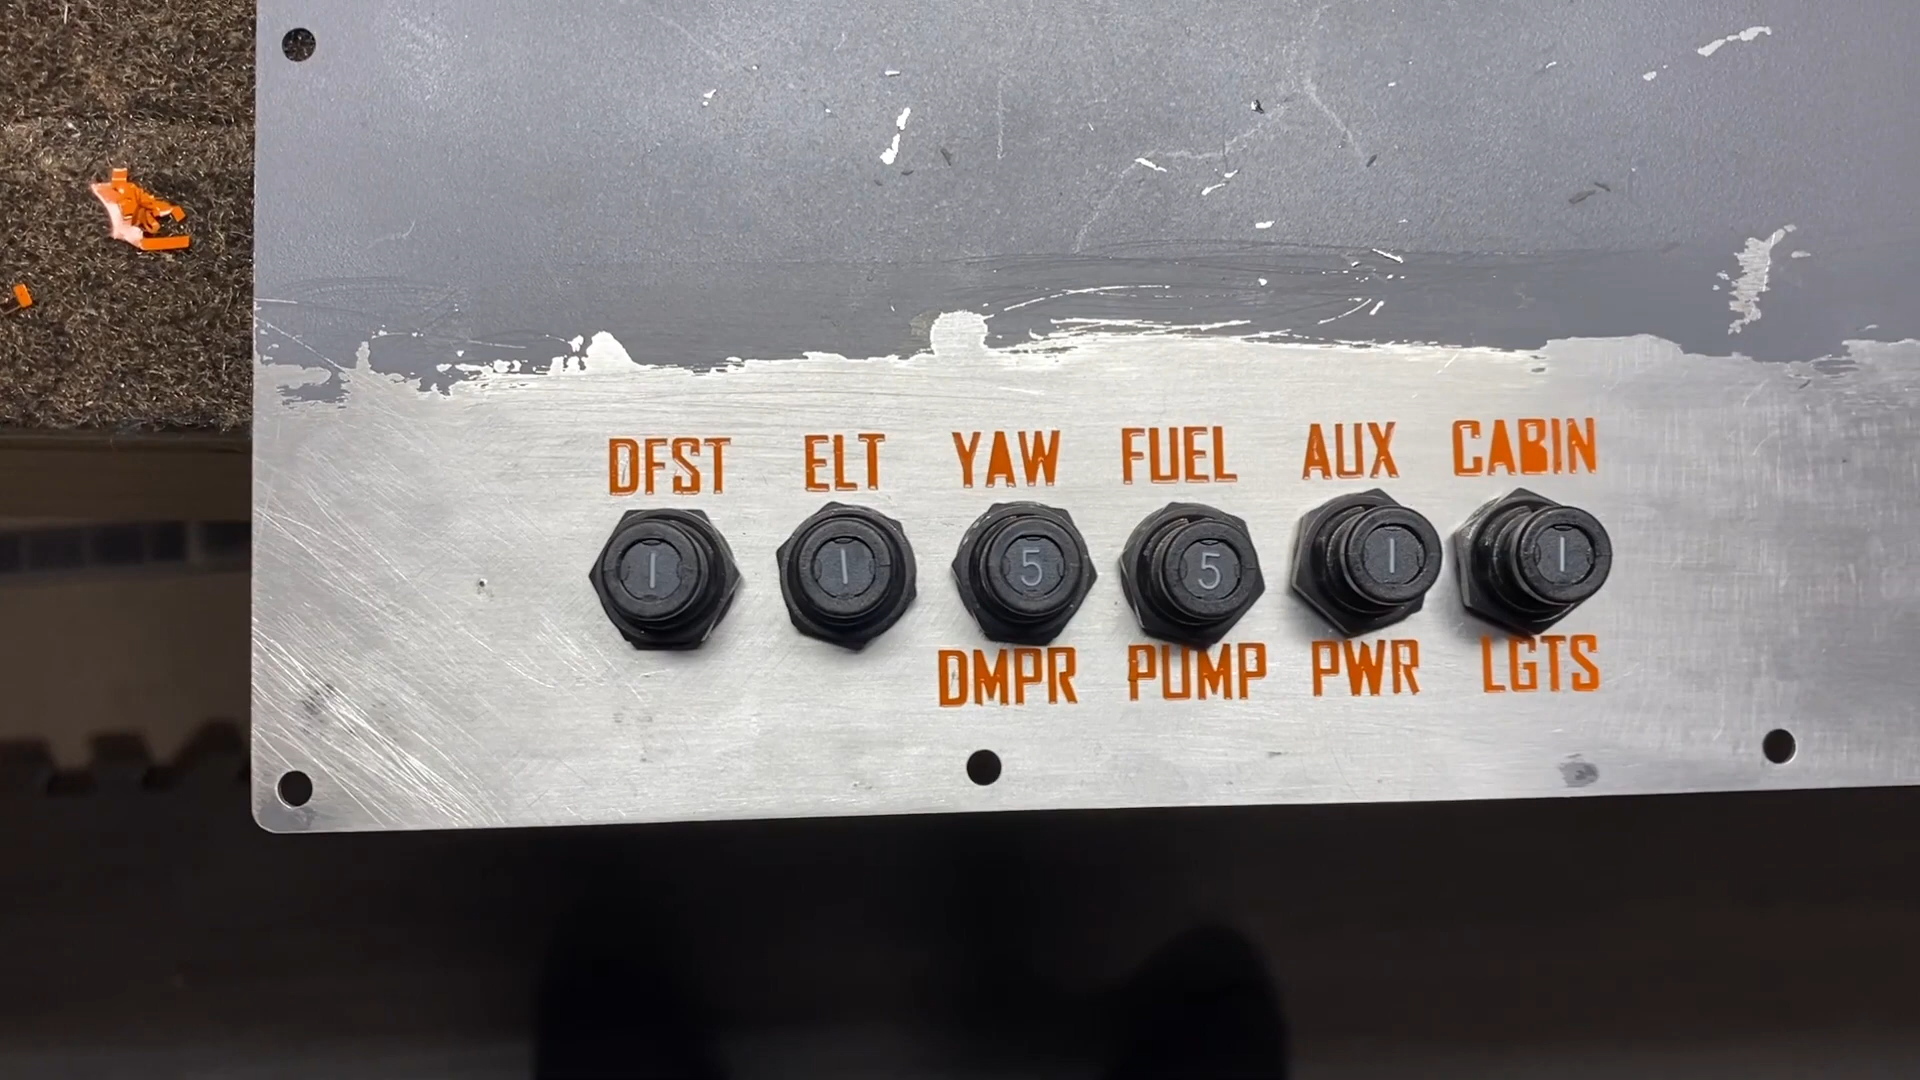 DFST ELT YAW FUEL AUX CABIN
1 1 5 5 1 1
DMPR PUMP PWR LGTS